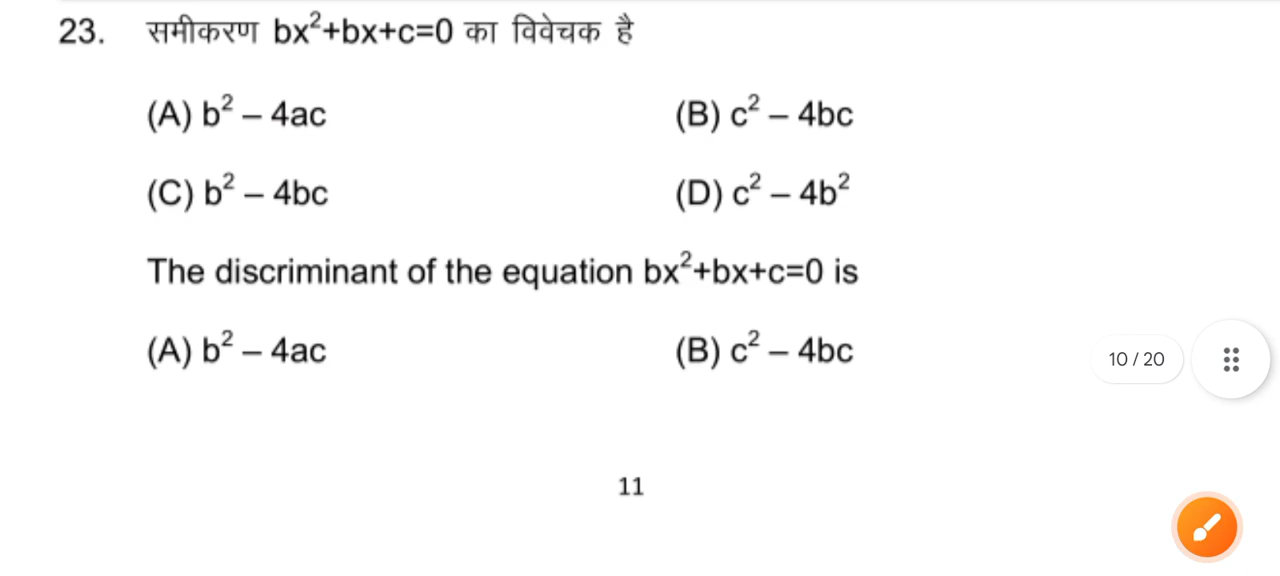 23. समीकरण bx²+bx+c=0 का विवेचक है
(A) b² – 4ac (B) c² – 4bc
(C) b² – 4bc (D) c² – 4b²
The discriminant of the equation bx²+bx+c=0 is
(A) b² – 4ac (B) c² – 4bc
10 / 20
11